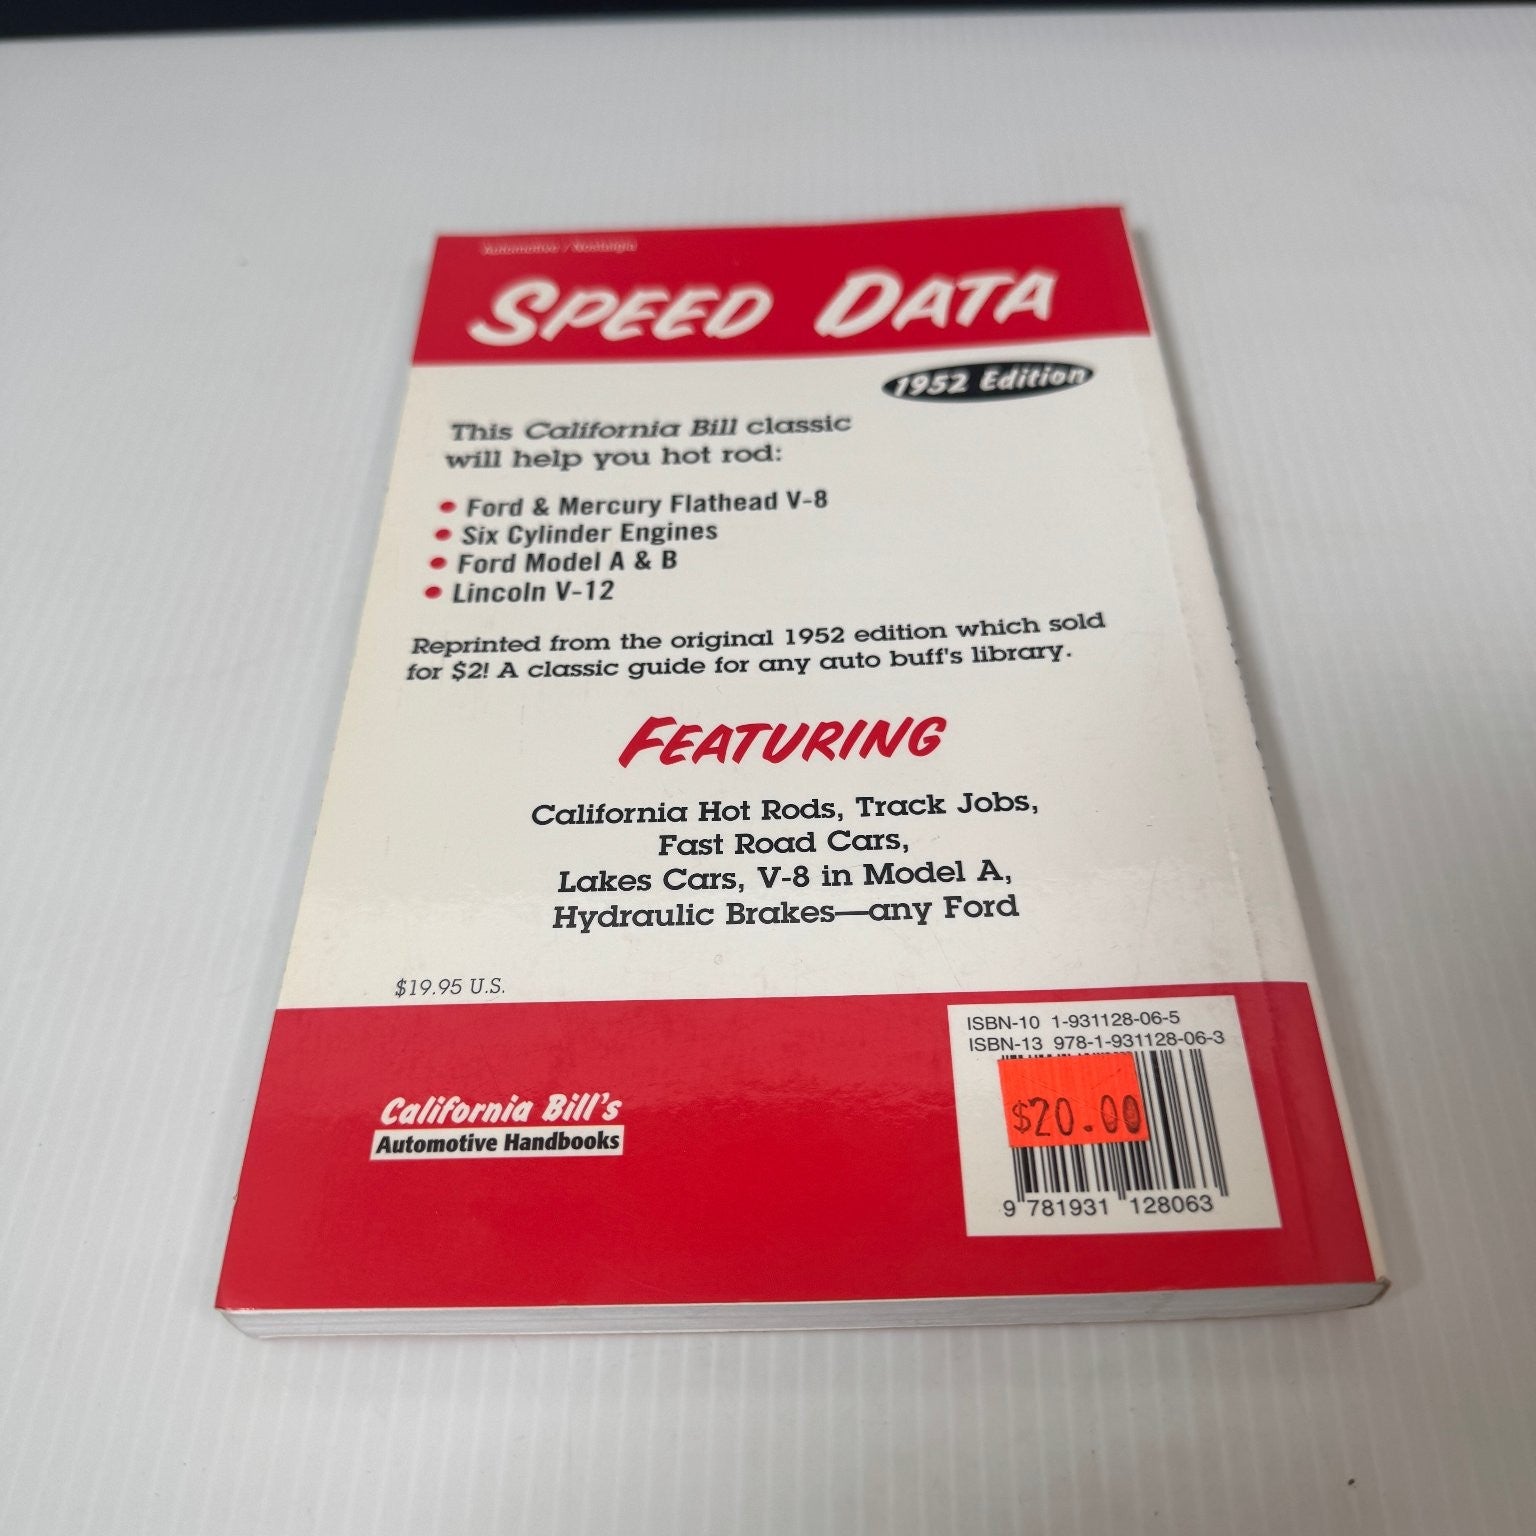 Automotive / Nostalgia
SPEED DATA
1952 Edition
This California Bill classic
will help you hot rod:
• Ford & Mercury Flathead V-8
• Six Cylinder Engines
• Ford Model A & B
• Lincoln V-12
Reprinted from the original 1952 edition which sold
for $2! A classic guide for any auto buff's library.
FEATURING
California Hot Rods, Track Jobs,
Fast Road Cars,
Lakes Cars, V-8 in Model A,
Hydraulic Brakes—any Ford
$19.95 U.S.
ISBN-10 1-931128-06-5
ISBN-13 978-1-931128-06-3
$20.00
9 781931 128063
California Bill's
Automotive Handbooks